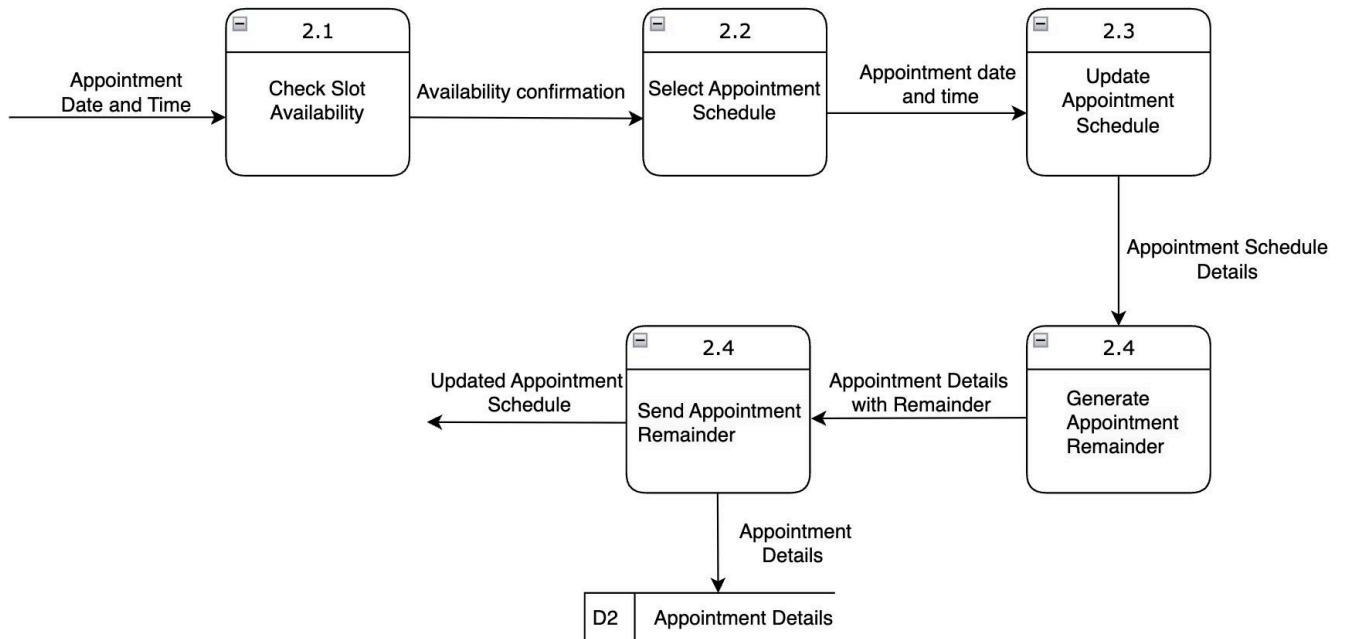 2.1
2.2
2.3
Appointment
Date and Time
Check Slot
Availability
Availability confirmation
Select Appointment
Schedule
Appointment date
and time
Update
Appointment
Schedule
Appointment Schedule
Details
2.4
2.4
Updated Appointment
Schedule
Send Appointment
Remainder
Appointment Details
with Remainder
Generate
Appointment
Remainder
Appointment
Details
D2
Appointment Details